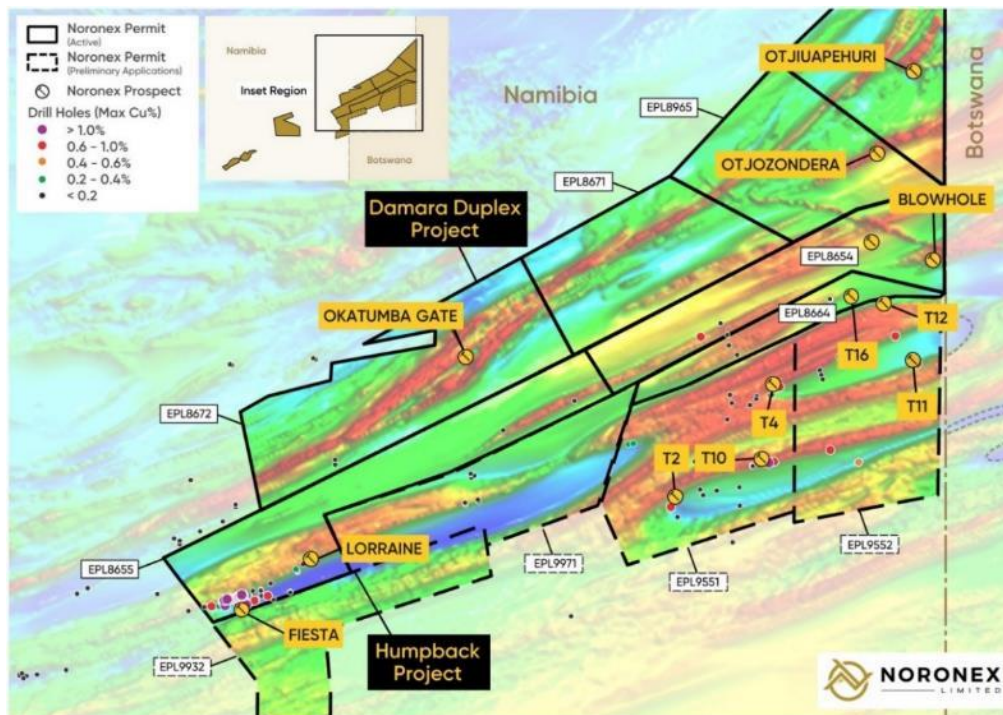 Noronex Permit
(Active)
Noronex Permit
(Preliminary Applications)
Noronex Prospect
Drill Holes (Max Cu%)
> 1.0%
0.6 - 1.0%
0.4 - 0.6%
0.2 - 0.4%
< 0.2
Namibia
Inset Region
Botswana
Namibia
Botswana
OTJIUAPEHURI
EPL8965
OTJOZONDERA
EPL8671
BLOWHOLE
Damara Duplex
Project
EPL8654
OKATUMBA GATE
EPL8664
T12
T16
T11
T4
EPL8672
T2
T10
LORRAINE
EPL8655
EPL9971
EPL9551
EPL9552
FIESTA
Humpback
Project
EPL9932
NORONEX
LIMITED